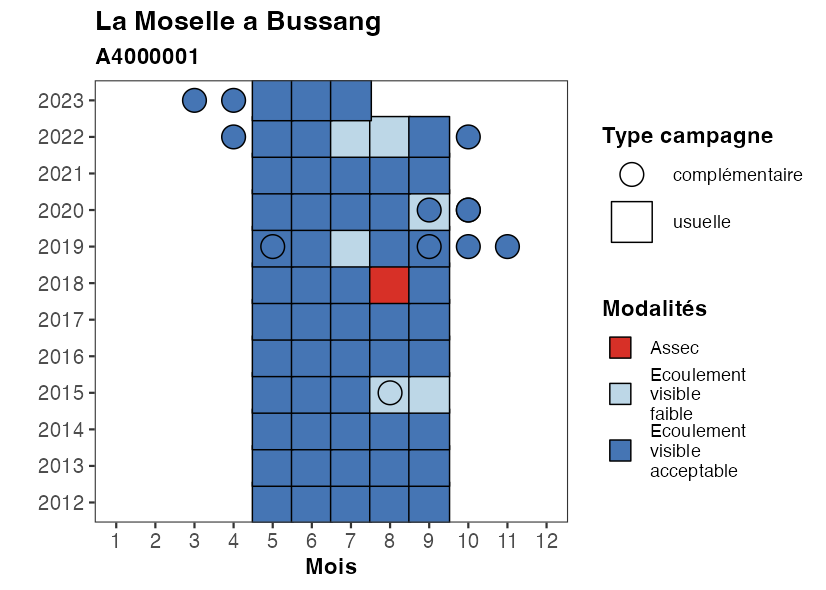 La Moselle a Bussang
A4000001
2023
2022
2021
2020
2019
2018
2017
2016
2015
2014
2013
2012
1 2 3 4 5 6 7 8 9 10 11 12
Mois
Type campagne
complémentaire
usuelle
Modalités
Assec
Ecoulement
visible
faible
Ecoulement
visible
acceptable